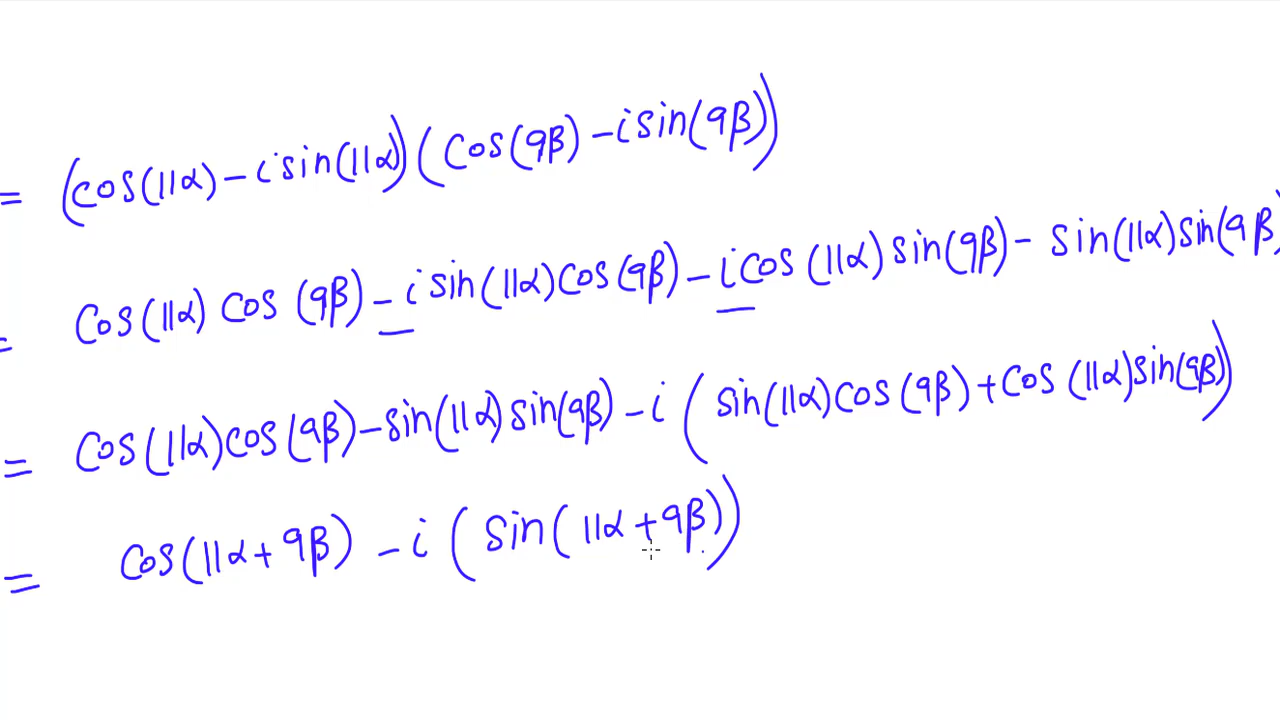 = (cos(11α) - i sin(11α)) (cos(9β) - i sin(9β))
= cos(11α) cos (9β) - i sin(11α) cos(9β) - i cos (11α) sin(9β) - sin(11α) sin(9β)
= cos(11α) cos(9β) - sin(11α) sin(9β) - i ( sin(11α) cos (9β) + cos (11α) sin(9β))
= cos(11α + 9β) - i ( sin( 11α + 9β))